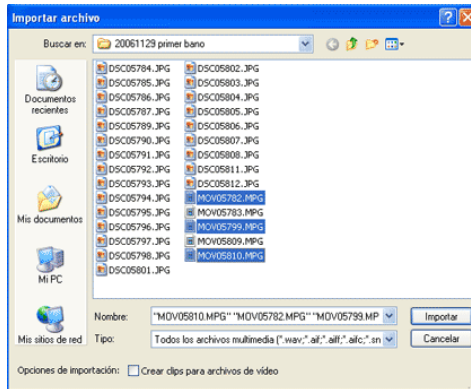 Importar archivo
Buscar en: 20061129 primer bano
Documentos recientes
Escritorio
Mis documentos
Mi PC
Mis sitios de red
DSC05784.JPG
DSC05785.JPG
DSC05786.JPG
DSC05787.JPG
DSC05789.JPG
DSC05790.JPG
DSC05791.JPG
DSC05792.JPG
DSC05793.JPG
DSC05794.JPG
DSC05795.JPG
DSC05796.JPG
DSC05797.JPG
DSC05798.JPG
DSC05801.JPG
DSC05802.JPG
DSC05803.JPG
DSC05804.JPG
DSC05805.JPG
DSC05806.JPG
DSC05807.JPG
DSC05808.JPG
DSC05811.JPG
DSC05812.JPG
MOV05782.MPG
MOV05783.MPG
MOV05799.MPG
MOV05809.MPG
MOV05810.MPG
Nombre: "MOV05810.MPG" "MOV05782.MPG" "MOV05799.MP Importar
Tipo: Todos los archivos multimedia (*.wav;*.aif;*.aiff;*.aifc;*.sn Cancelar
Opciones de importación: Crear clips para archivos de vídeo